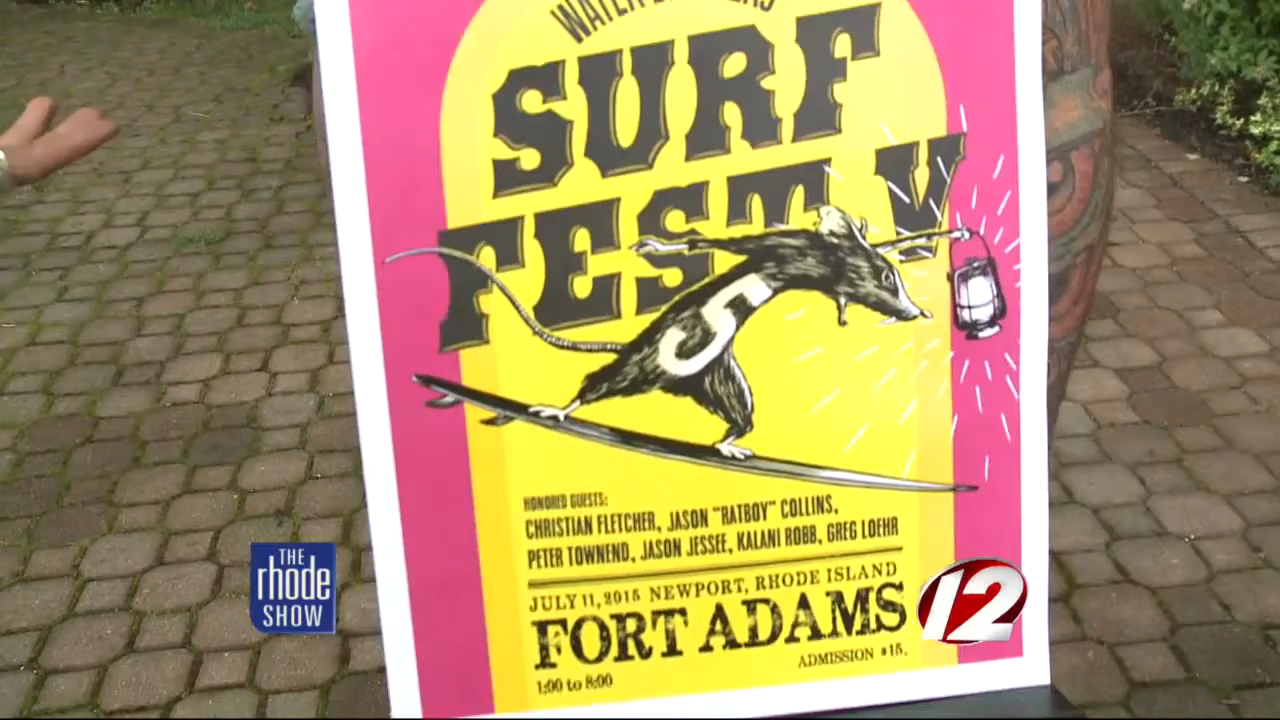 WATER
SURF
FEST V
5
HONORED GUESTS:
CHRISTIAN FLETCHER, JASON "RATBOY" COLLINS,
PETER TOWNEND, JASON JESSEE, KALANI ROBB, GREG LOEHR
JULY 11, 2015 NEWPORT, RHODE ISLAND
FORT ADAMS
ADMISSION $15.
1:00 to 8:00
THE
rhode
SHOW
12